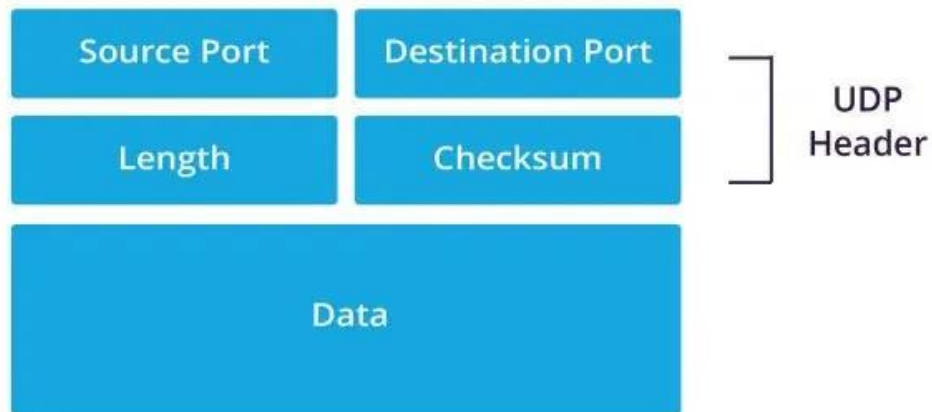 Source Port
Destination Port
UDP
Header
Length
Checksum
Data